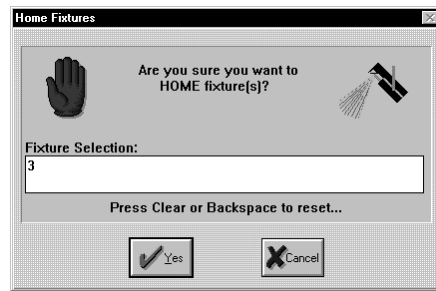 Home Fixtures
Are you sure you want to
HOME fixture(s)?
Fixture Selection:
3
Press Clear or Backspace to reset...
Yes
Cancel